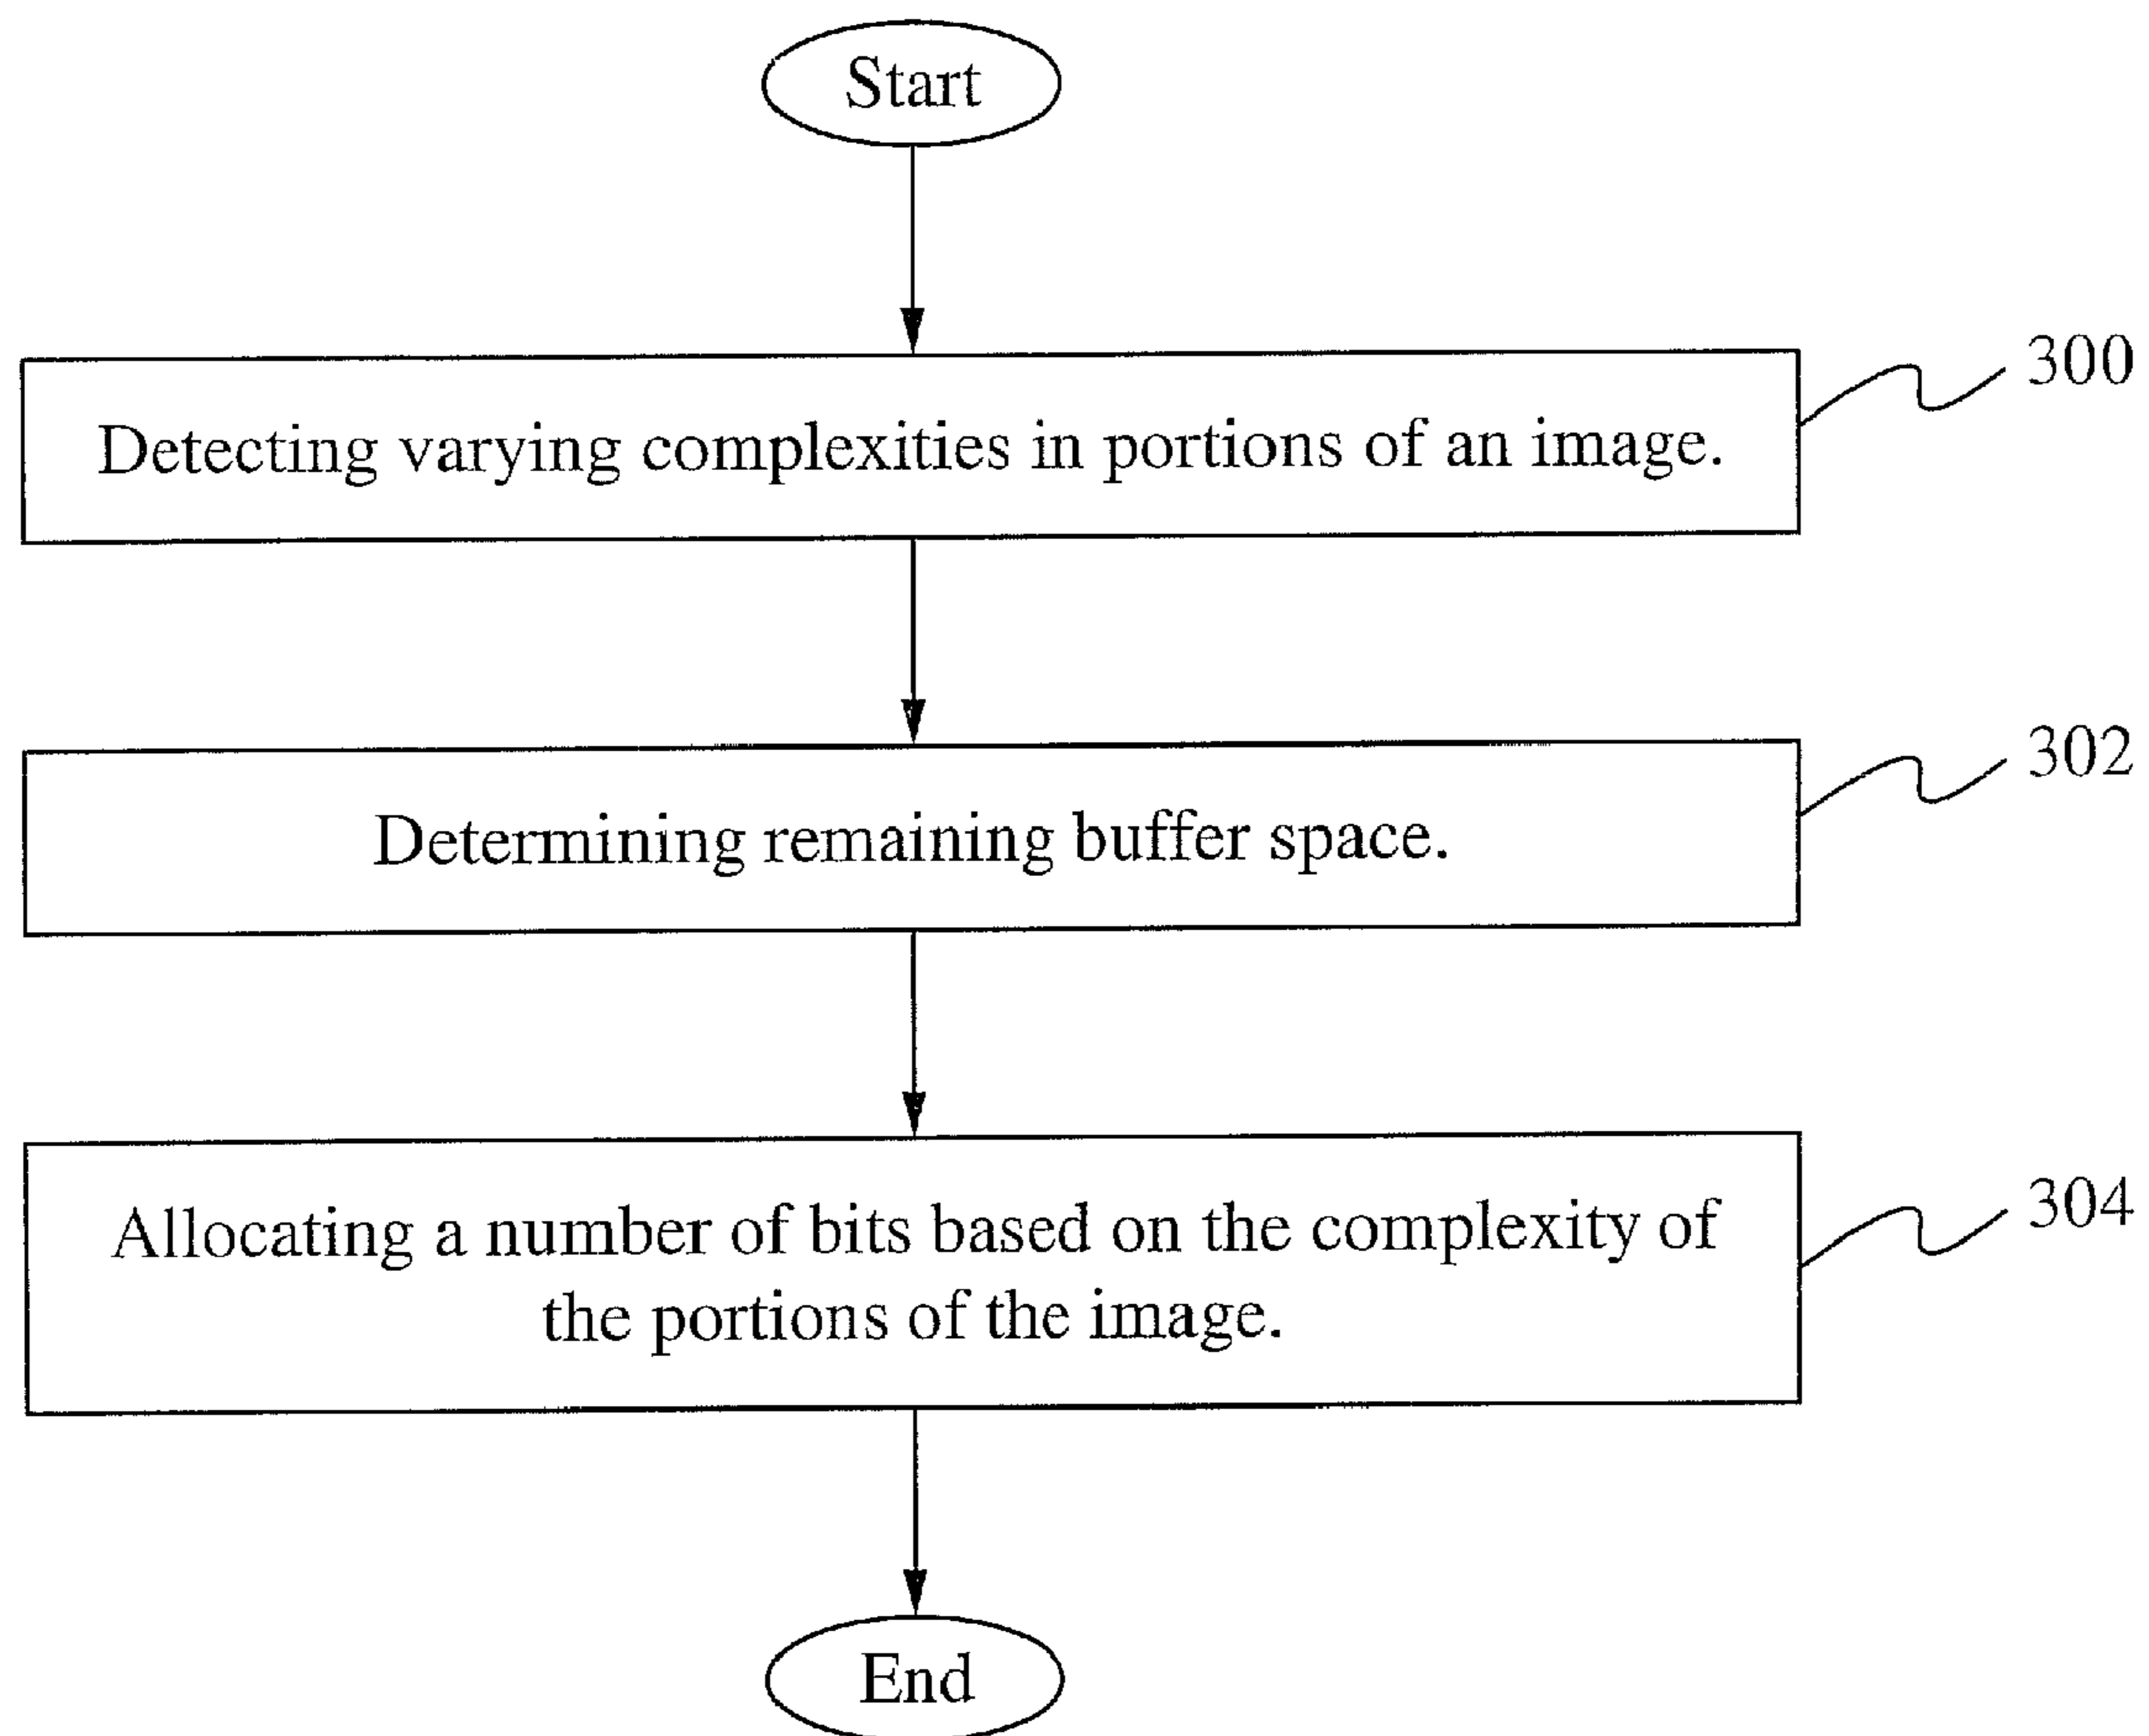 Start
300
Detecting varying complexities in portions of an image.
302
Determining remaining buffer space.
304
Allocating a number of bits based on the complexity of
the portions of the image.
End